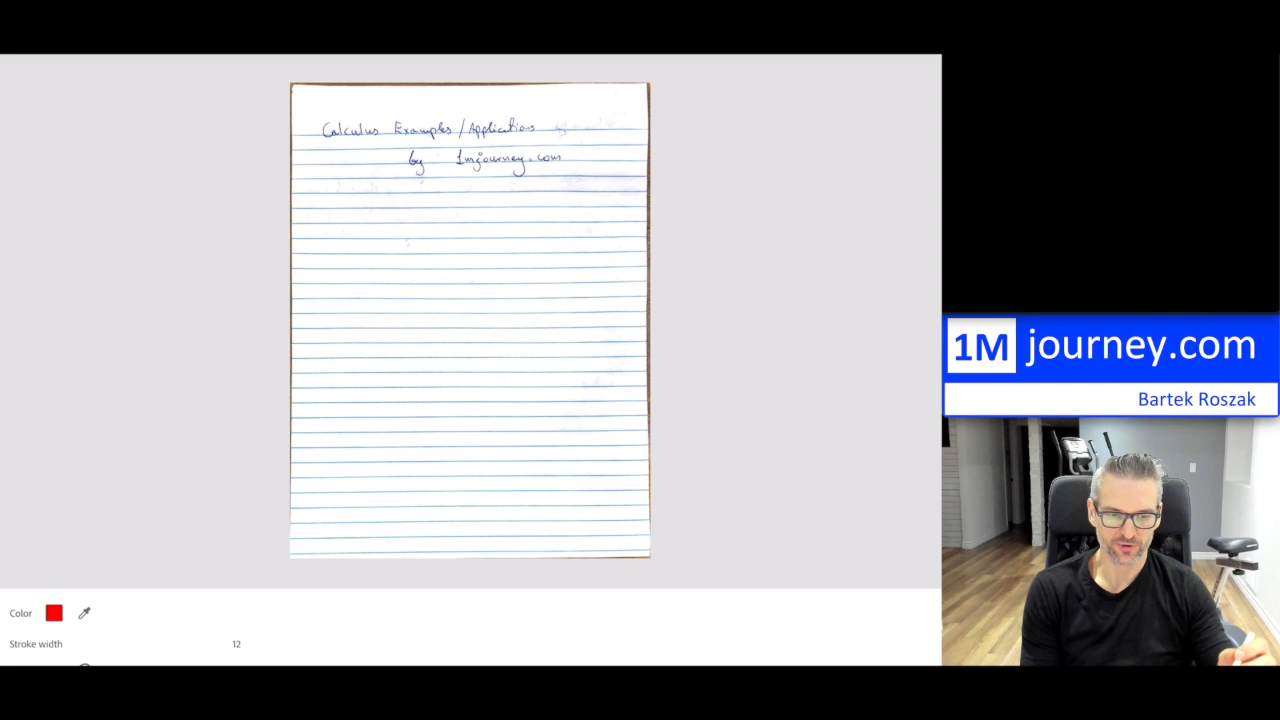 Calculus Examples/Applications
by 1mjourney.com
1M journey.com
Bartek Roszak
Color
Stroke width 12